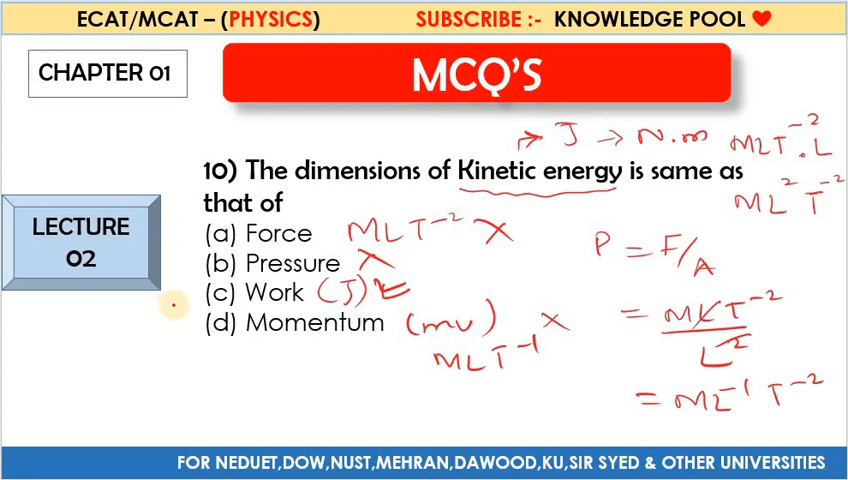 ECAT/MCAT – (PHYSICS) SUBSCRIBE :- KNOWLEDGE POOL
CHAPTER 01
MCQ'S
→ J → N.m MLT⁻².L
10) The dimensions of Kinetic energy is same as
ML² T⁻²
that of
LECTURE
02
(a) Force MLT⁻² X
(b) Pressure X
(c) Work (J)
(d) Momentum (mv) X
MLT⁻¹
P = F/A
= MLT⁻²
L²
= ML⁻¹ T⁻²
FOR NEDUET,DOW,NUST,MEHRAN,DAWOOD,KU,SIR SYED & OTHER UNIVERSITIES